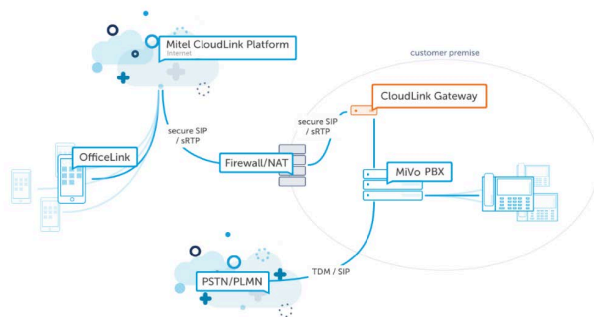 Mitel CloudLink Platform
Internet
customer premise
CloudLink Gateway
secure SIP
/ sRTP
secure SIP
/ sRTP
OfficeLink
Firewall/NAT
MiVo PBX
PSTN/PLMN
TDM / SIP